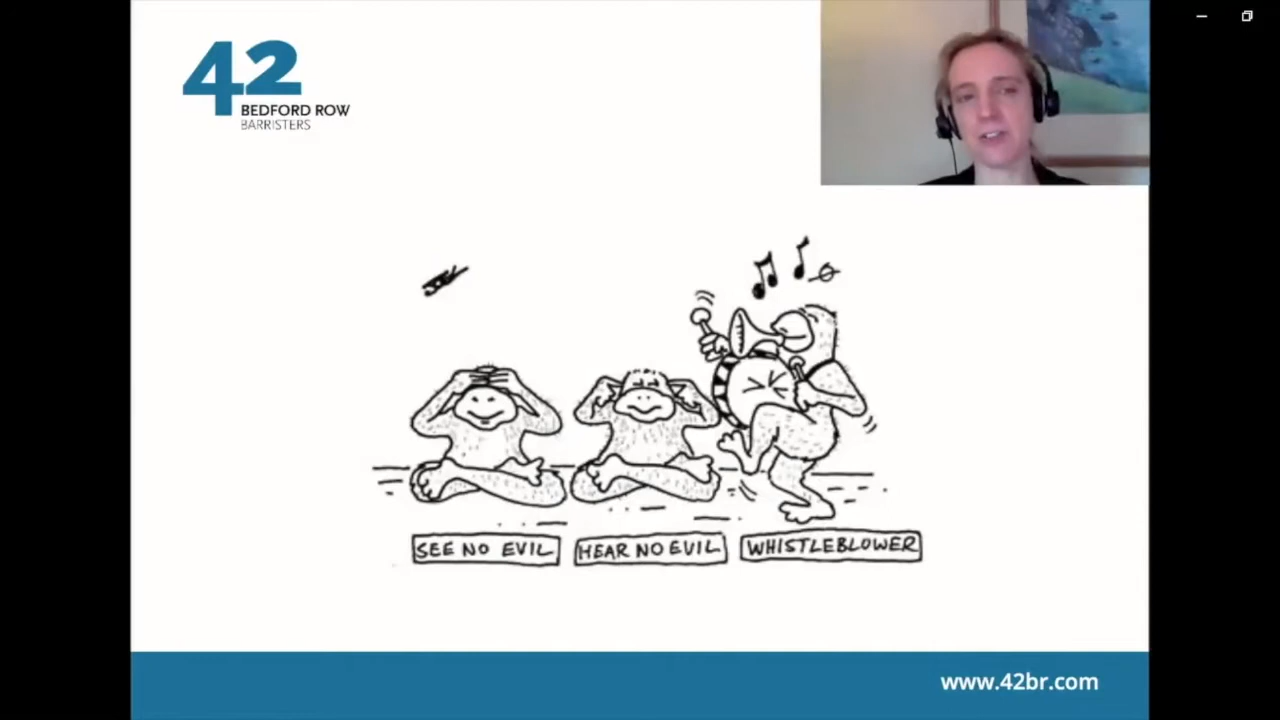 42
BEDFORD ROW
BARRISTERS
SEE NO EVIL
HEAR NO EVIL
WHISTLEBLOWER
www.42br.com